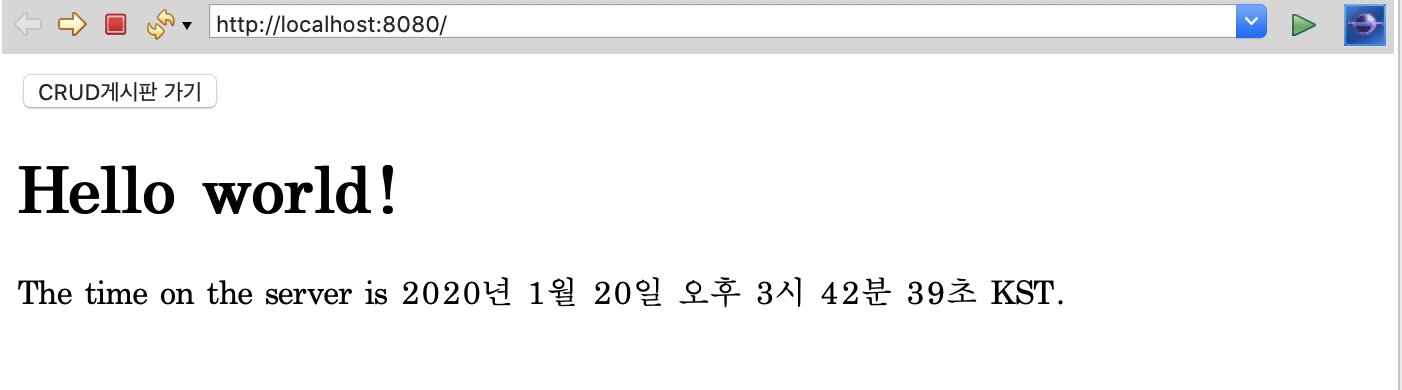 http://localhost:8080/
CRUD게시판 가기
Hello world!
The time on the server is 2020년 1월 20일 오후 3시 42분 39초 KST.